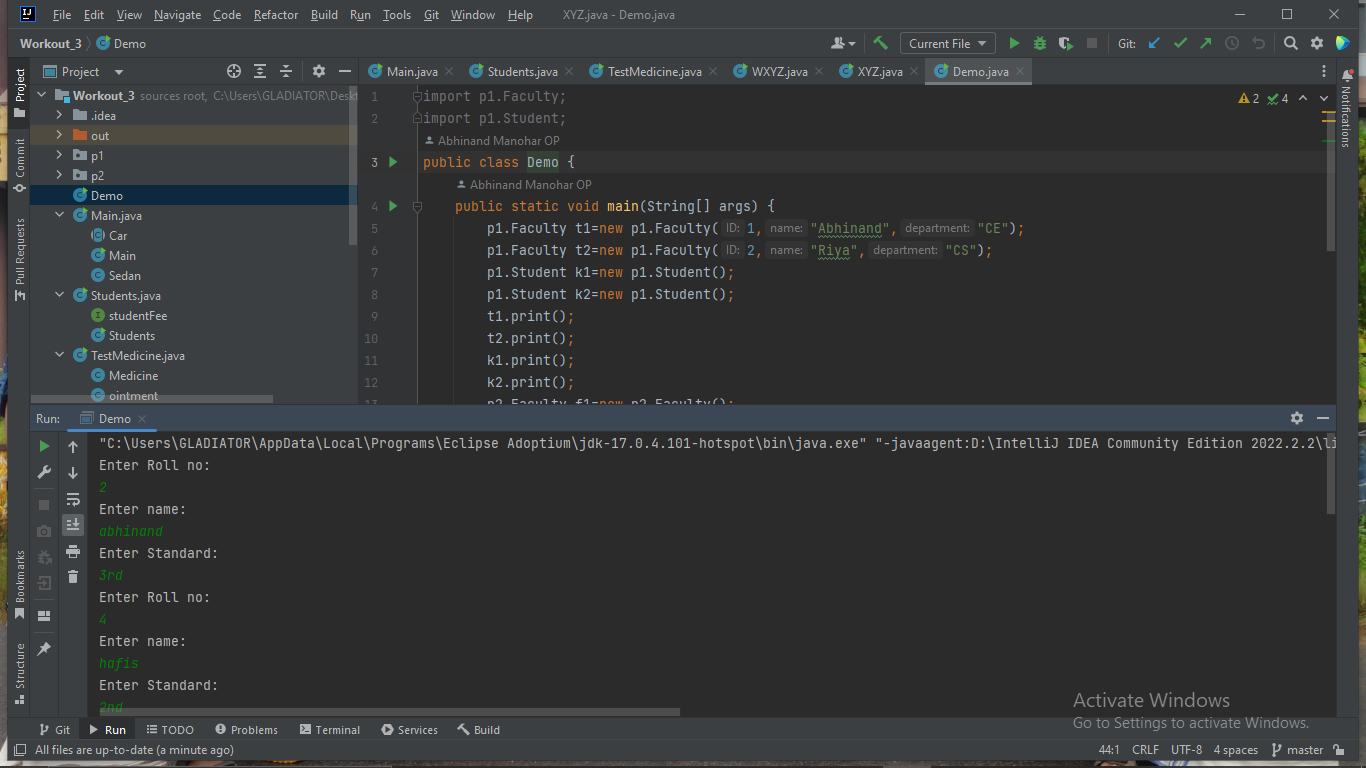 File Edit View Navigate Code Refactor Build Run Tools Git Window Help XYZ.java - Demo.java
Workout_3 Demo Current File Git:
Project
Main.java Students.java TestMedicine.java WXYZ.java XYZ.java Demo.java
Workout_3 sources root, C:\Users\GLADIATOR\Deskt
.idea
out
p1
p2
Demo
Main.java
Car
Main
Sedan
Students.java
studentFee
Students
TestMedicine.java
Medicine
ointment
1 import p1.Faculty;
2 import p1.Student;
Abhinand Manohar OP
3 public class Demo {
Abhinand Manohar OP
4 public static void main(String[] args) {
5 p1.Faculty t1=new p1.Faculty( ID: 1, name: "Abhinand", department: "CE");
6 p1.Faculty t2=new p1.Faculty( ID: 2, name: "Riya", department: "CS");
7 p1.Student k1=new p1.Student();
8 p1.Student k2=new p1.Student();
9 t1.print();
10 t2.print();
11 k1.print();
12 k2.print();
13 p2.Faculty f1=new p2.Faculty();
2 4
Project
Commit
Pull Request
Bookmarks
Structure
Notifications
Run: Demo
"C:\Users\GLADIATOR\AppData\Local\Programs\Eclipse Adoptium\jdk-17.0.4.101-hotspot\bin\java.exe" "-javaagent:D:\IntelliJ IDEA Community Edition 2022.2.2\li
Enter Roll no:
2
Enter name:
abhinand
Enter Standard:
3rd
Enter Roll no:
4
Enter name:
hafis
Enter Standard:
2nd
Activate Windows
Go to Settings to activate Windows.
Git Run TODO Problems Terminal Services Build
All files are up-to-date (a minute ago) 44:1 CRLF UTF-8 4 spaces master